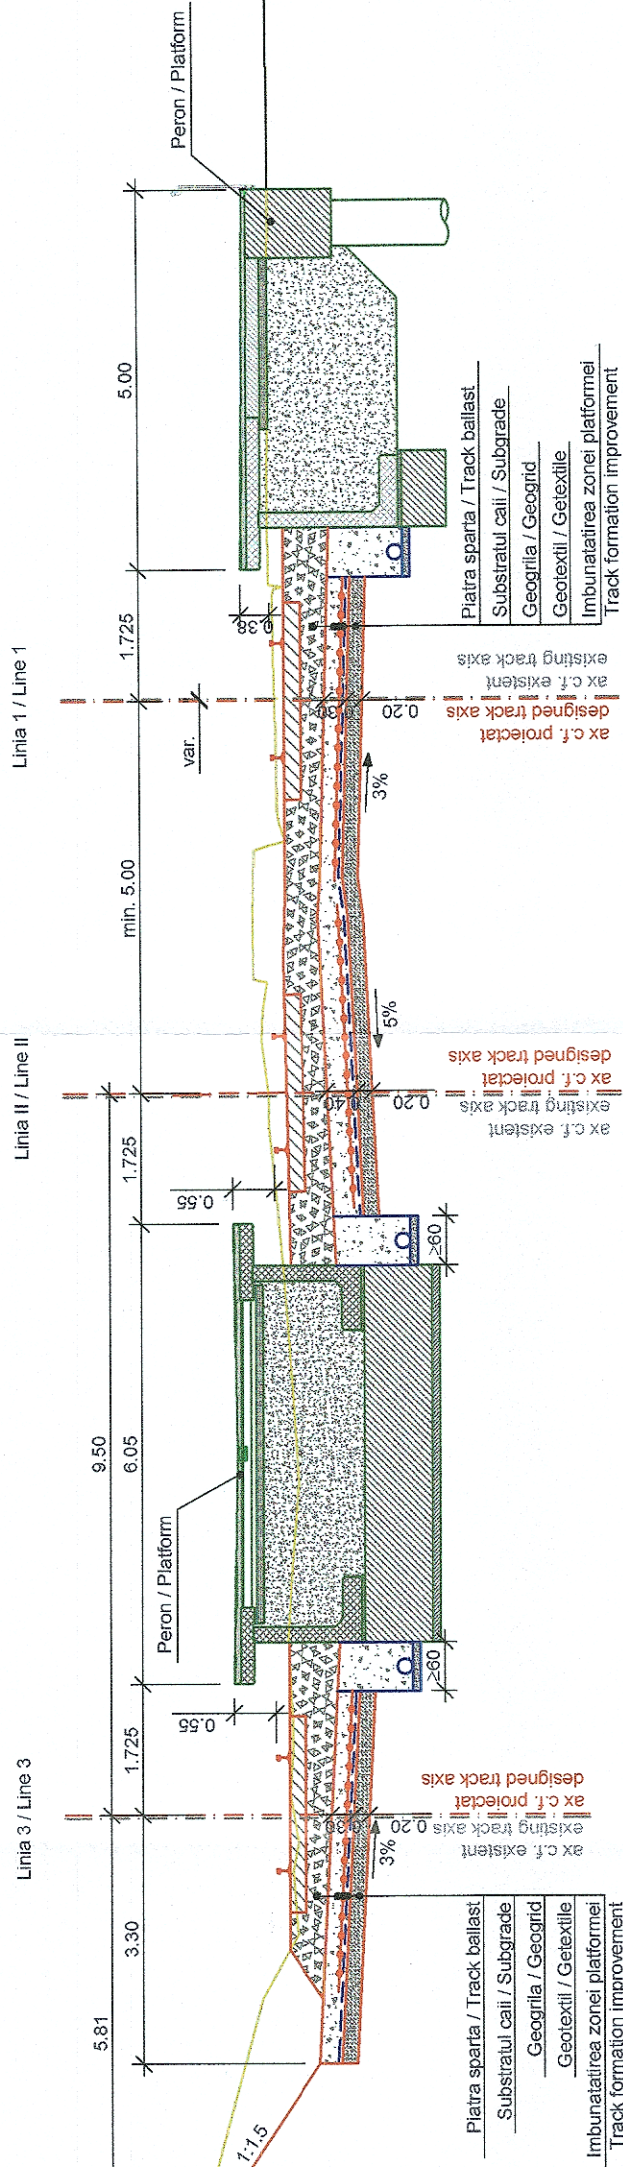 Linia 3 / Line 3
Linia II / Line II
Linia 1 / Line 1
5.81
9.50
3.30
1.725
6.05
1.725
min. 5.00
1.725
5.00
var.
Peron / Platform
Peron / Platform
0.55
0.55
0.38
1:1.5
3%
≥60
≥60
5%
3%
0.30
0.20
0.40
0.20
0.30
0.20
ax c.f. existent
existing track axis
ax c.f. proiectat
designed track axis
ax c.f. existent
existing track axis
ax c.f. proiectat
designed track axis
ax c.f. proiectat
designed track axis
ax c.f. existent
existing track axis
Piatra sparta / Track ballast
Substratul caii / Subgrade
Geogrila / Geogrid
Geotextil / Getextile
Imbunatatirea zonei platformei
Track formation improvement
Piatra sparta / Track ballast
Substratul caii / Subgrade
Geogrila / Geogrid
Geotextil / Getextile
Imbunatatirea zonei platformei
Track formation improvement